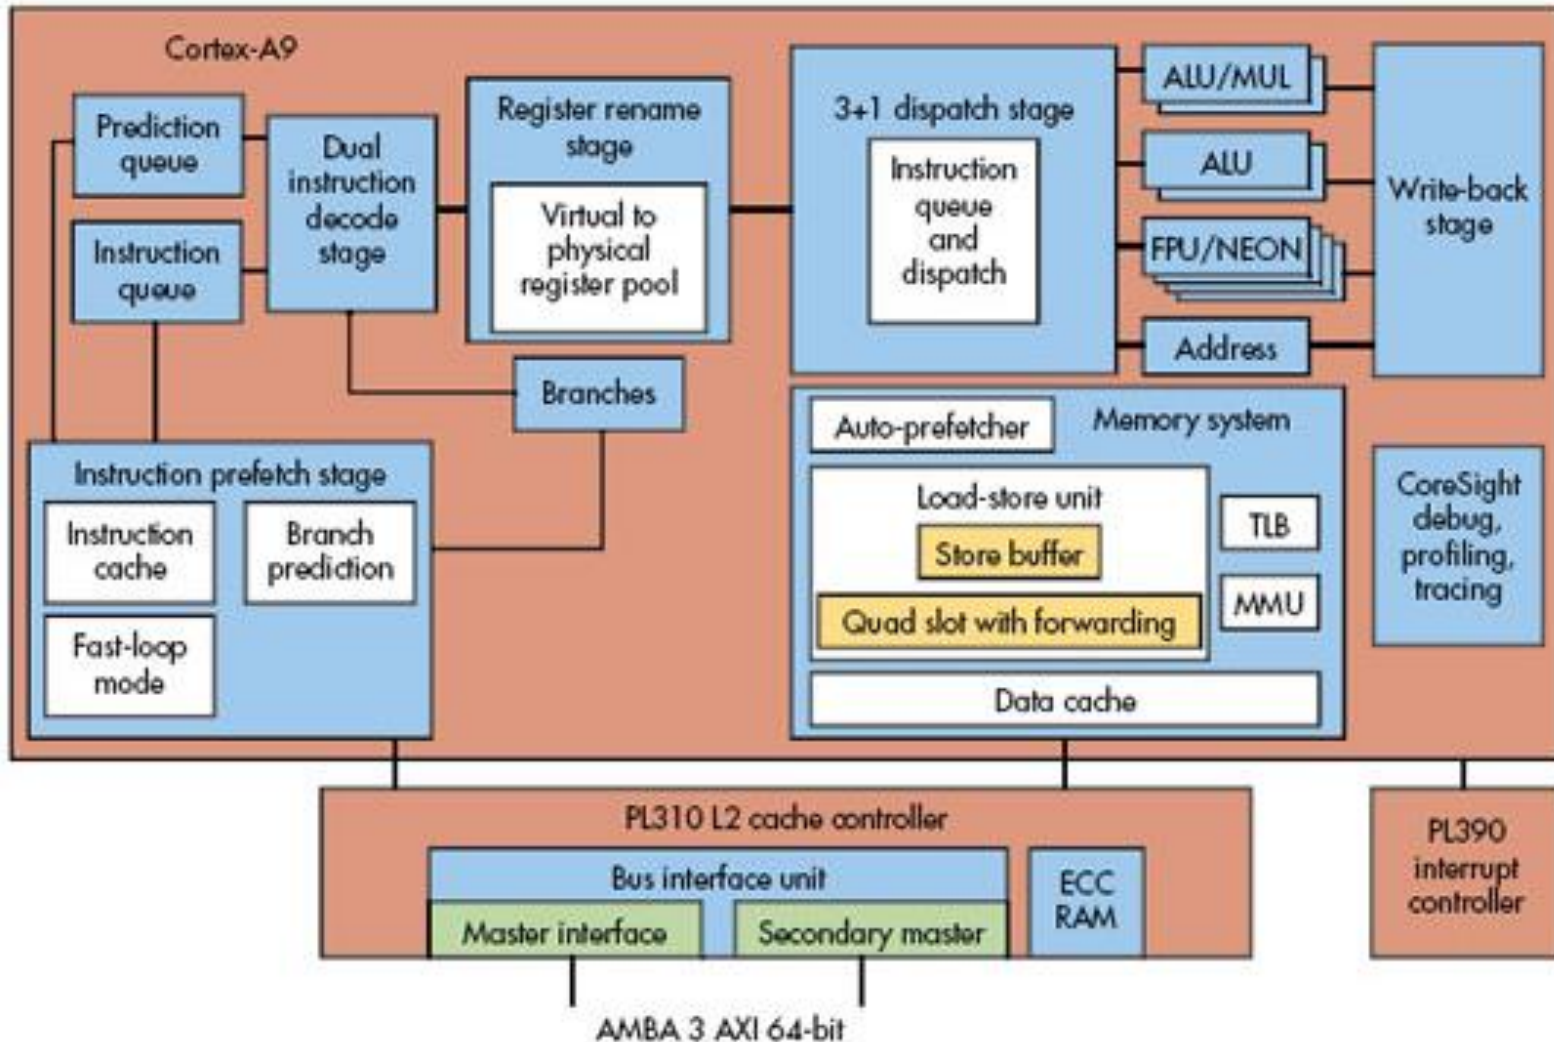 Cortex-A9
Prediction
queue
Instruction
queue
Dual
instruction
decode
stage
Register rename
stage
Virtual to
physical
register pool
Branches
3+1 dispatch stage
Instruction
queue
and
dispatch
ALU/MUL
ALU
FPU/NEON
Address
Write-back
stage
Instruction prefetch stage
Instruction
cache
Branch
prediction
Fast-loop
mode
Auto-prefetcher
Memory system
Load-store unit
Store buffer
Quad slot with forwarding
TLB
MMU
Data cache
CoreSight
debug,
profiling,
tracing
PL310 L2 cache controller
Bus interface unit
Master interface
Secondary master
ECC
RAM
PL390
interrupt
controller
AMBA 3 AXI 64-bit